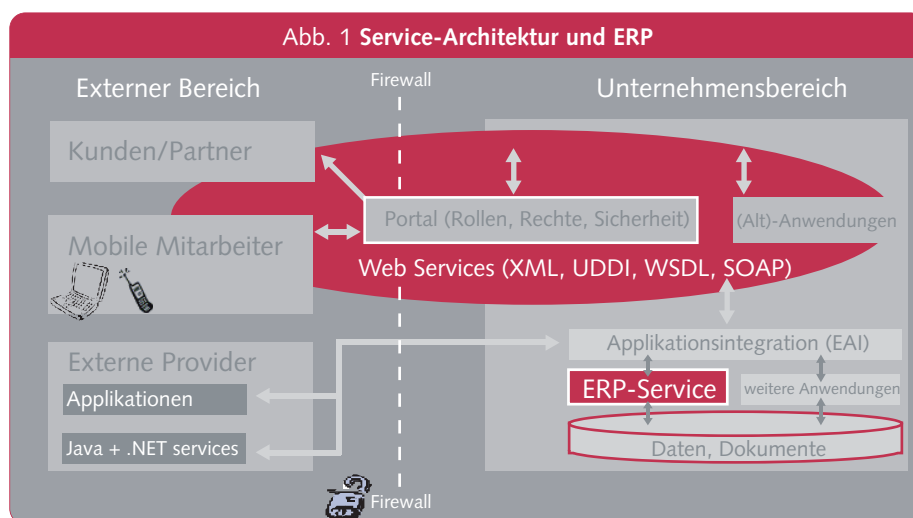 Abb. 1 Service-Architektur und ERP
Externer Bereich
Firewall
Unternehmensbereich
Kunden/Partner
Portal (Rollen, Rechte, Sicherheit)
(Alt)-Anwendungen
Mobile Mitarbeiter
Web Services (XML, UDDI, WSDL, SOAP)
Externe Provider
Applikationen
Java + .NET services
Applikationsintegration (EAI)
ERP-Service
weitere Anwendungen
Daten, Dokumente
Firewall